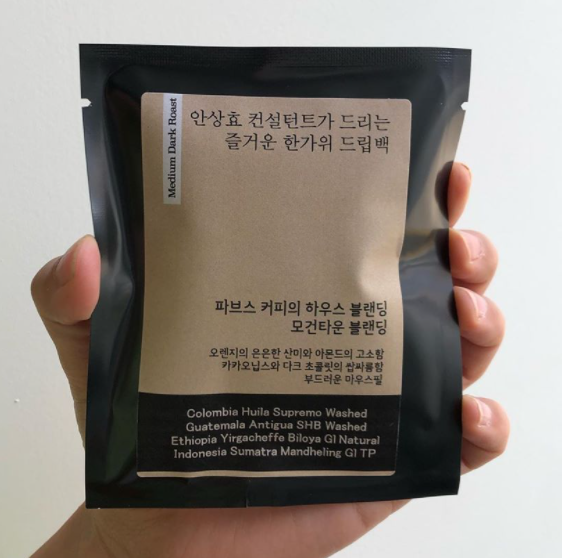 Medium Dark Roast
안상효 컨설턴트가 드리는
즐거운 한가위 드립백
파브스 커피의 하우스 블랜딩
모건타운 블랜딩
오렌지의 은은한 산미와 아몬드의 고소함
카카오닙스와 다크 초콜릿의 쌉싸름함
부드러운 마우스필
Colombia Huila Supremo Washed
Guatemala Antigua SHB Washed
Ethiopia Yirgacheffe Biloya G1 Natural
Indonesia Sumatra Mandheling G1 TP